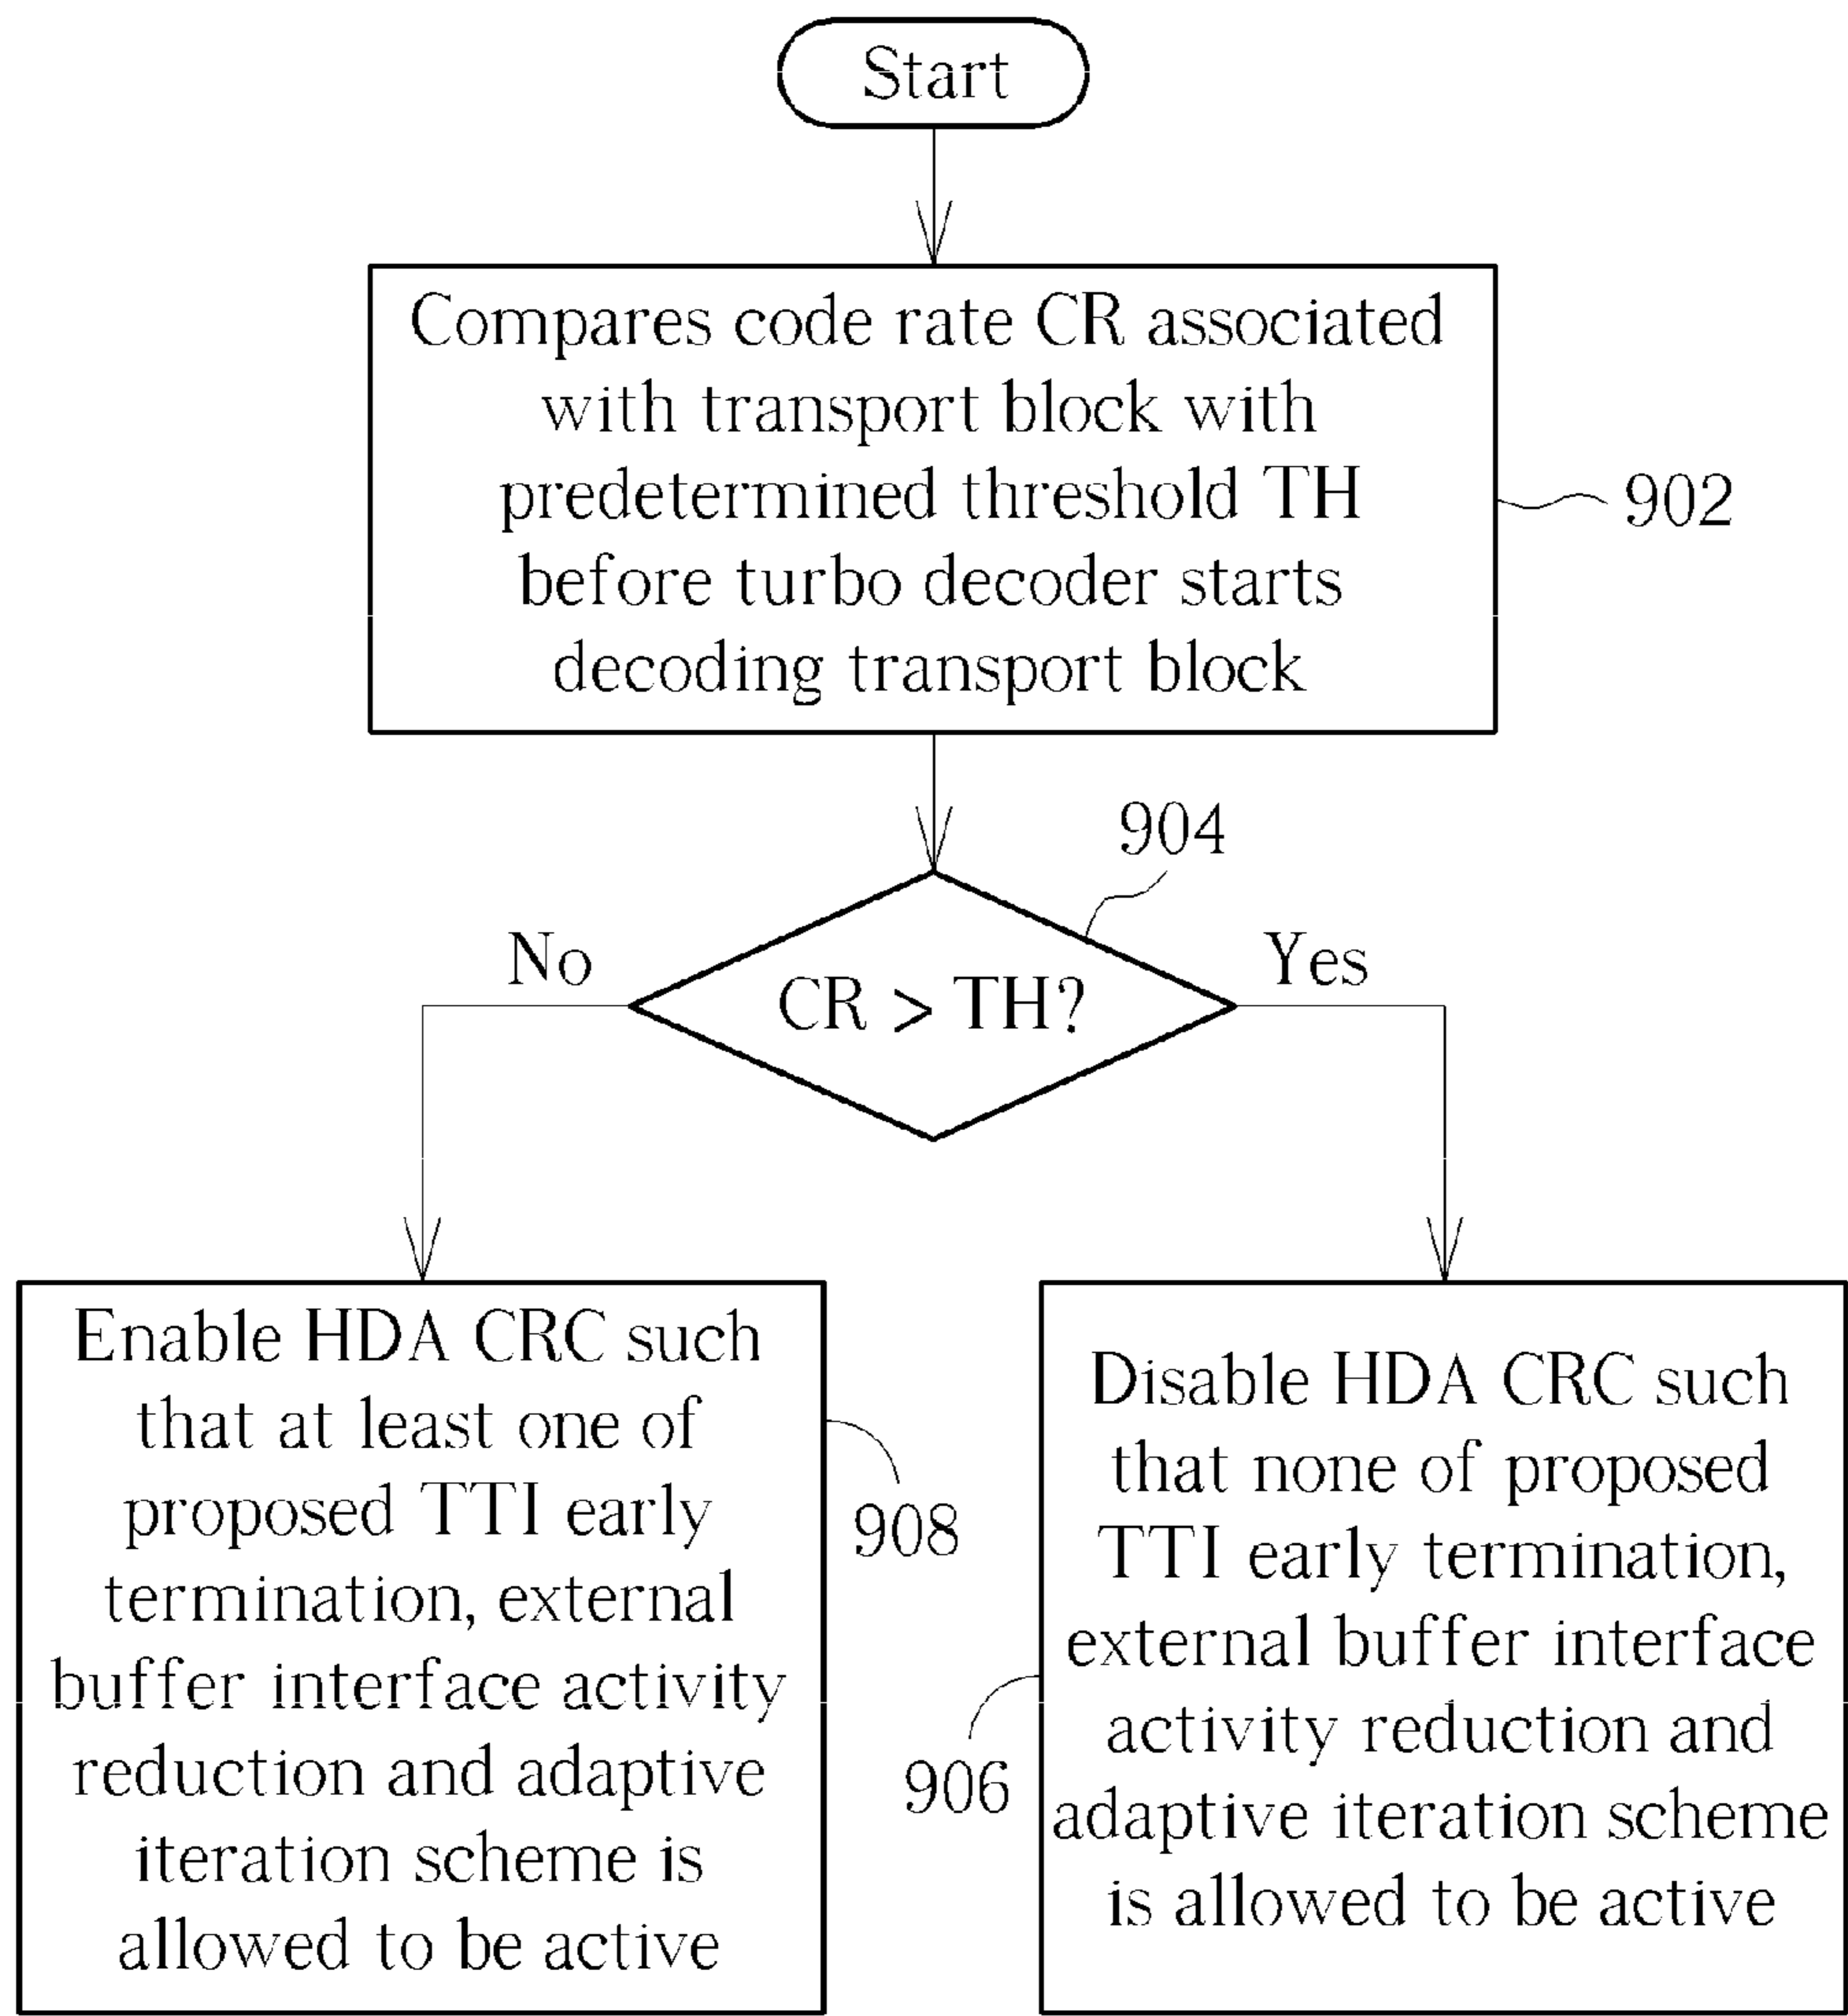 Start
Compares code rate CR associated
with transport block with
predetermined threshold TH
before turbo decoder starts
decoding transport block
902
904
No
Yes
CR > TH?
Enable HDA CRC such
that at least one of
proposed TTI early
termination, external
buffer interface activity
reduction and adaptive
iteration scheme is
allowed to be active
908
Disable HDA CRC such
that none of proposed
TTI early termination,
external buffer interface
activity reduction and
adaptive iteration scheme
is allowed to be active
906